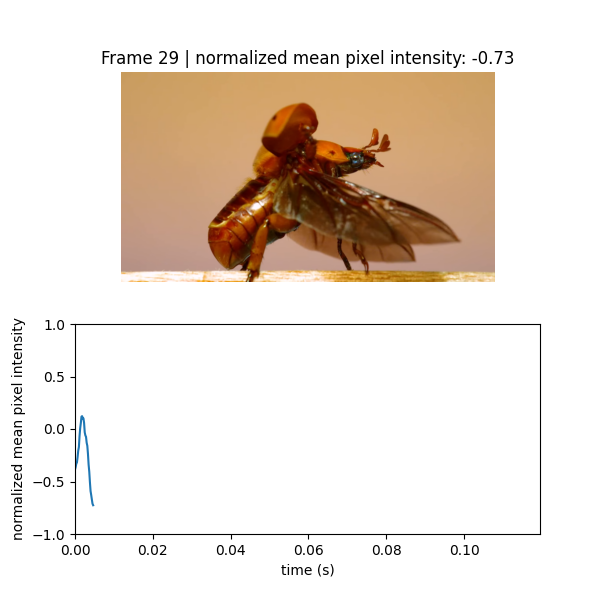 Frame 29 | normalized mean pixel intensity: -0.73
normalized mean pixel intensity
1.0
0.5
0.0
−0.5
−1.0
0.00 0.02 0.04 0.06 0.08 0.10
time (s)